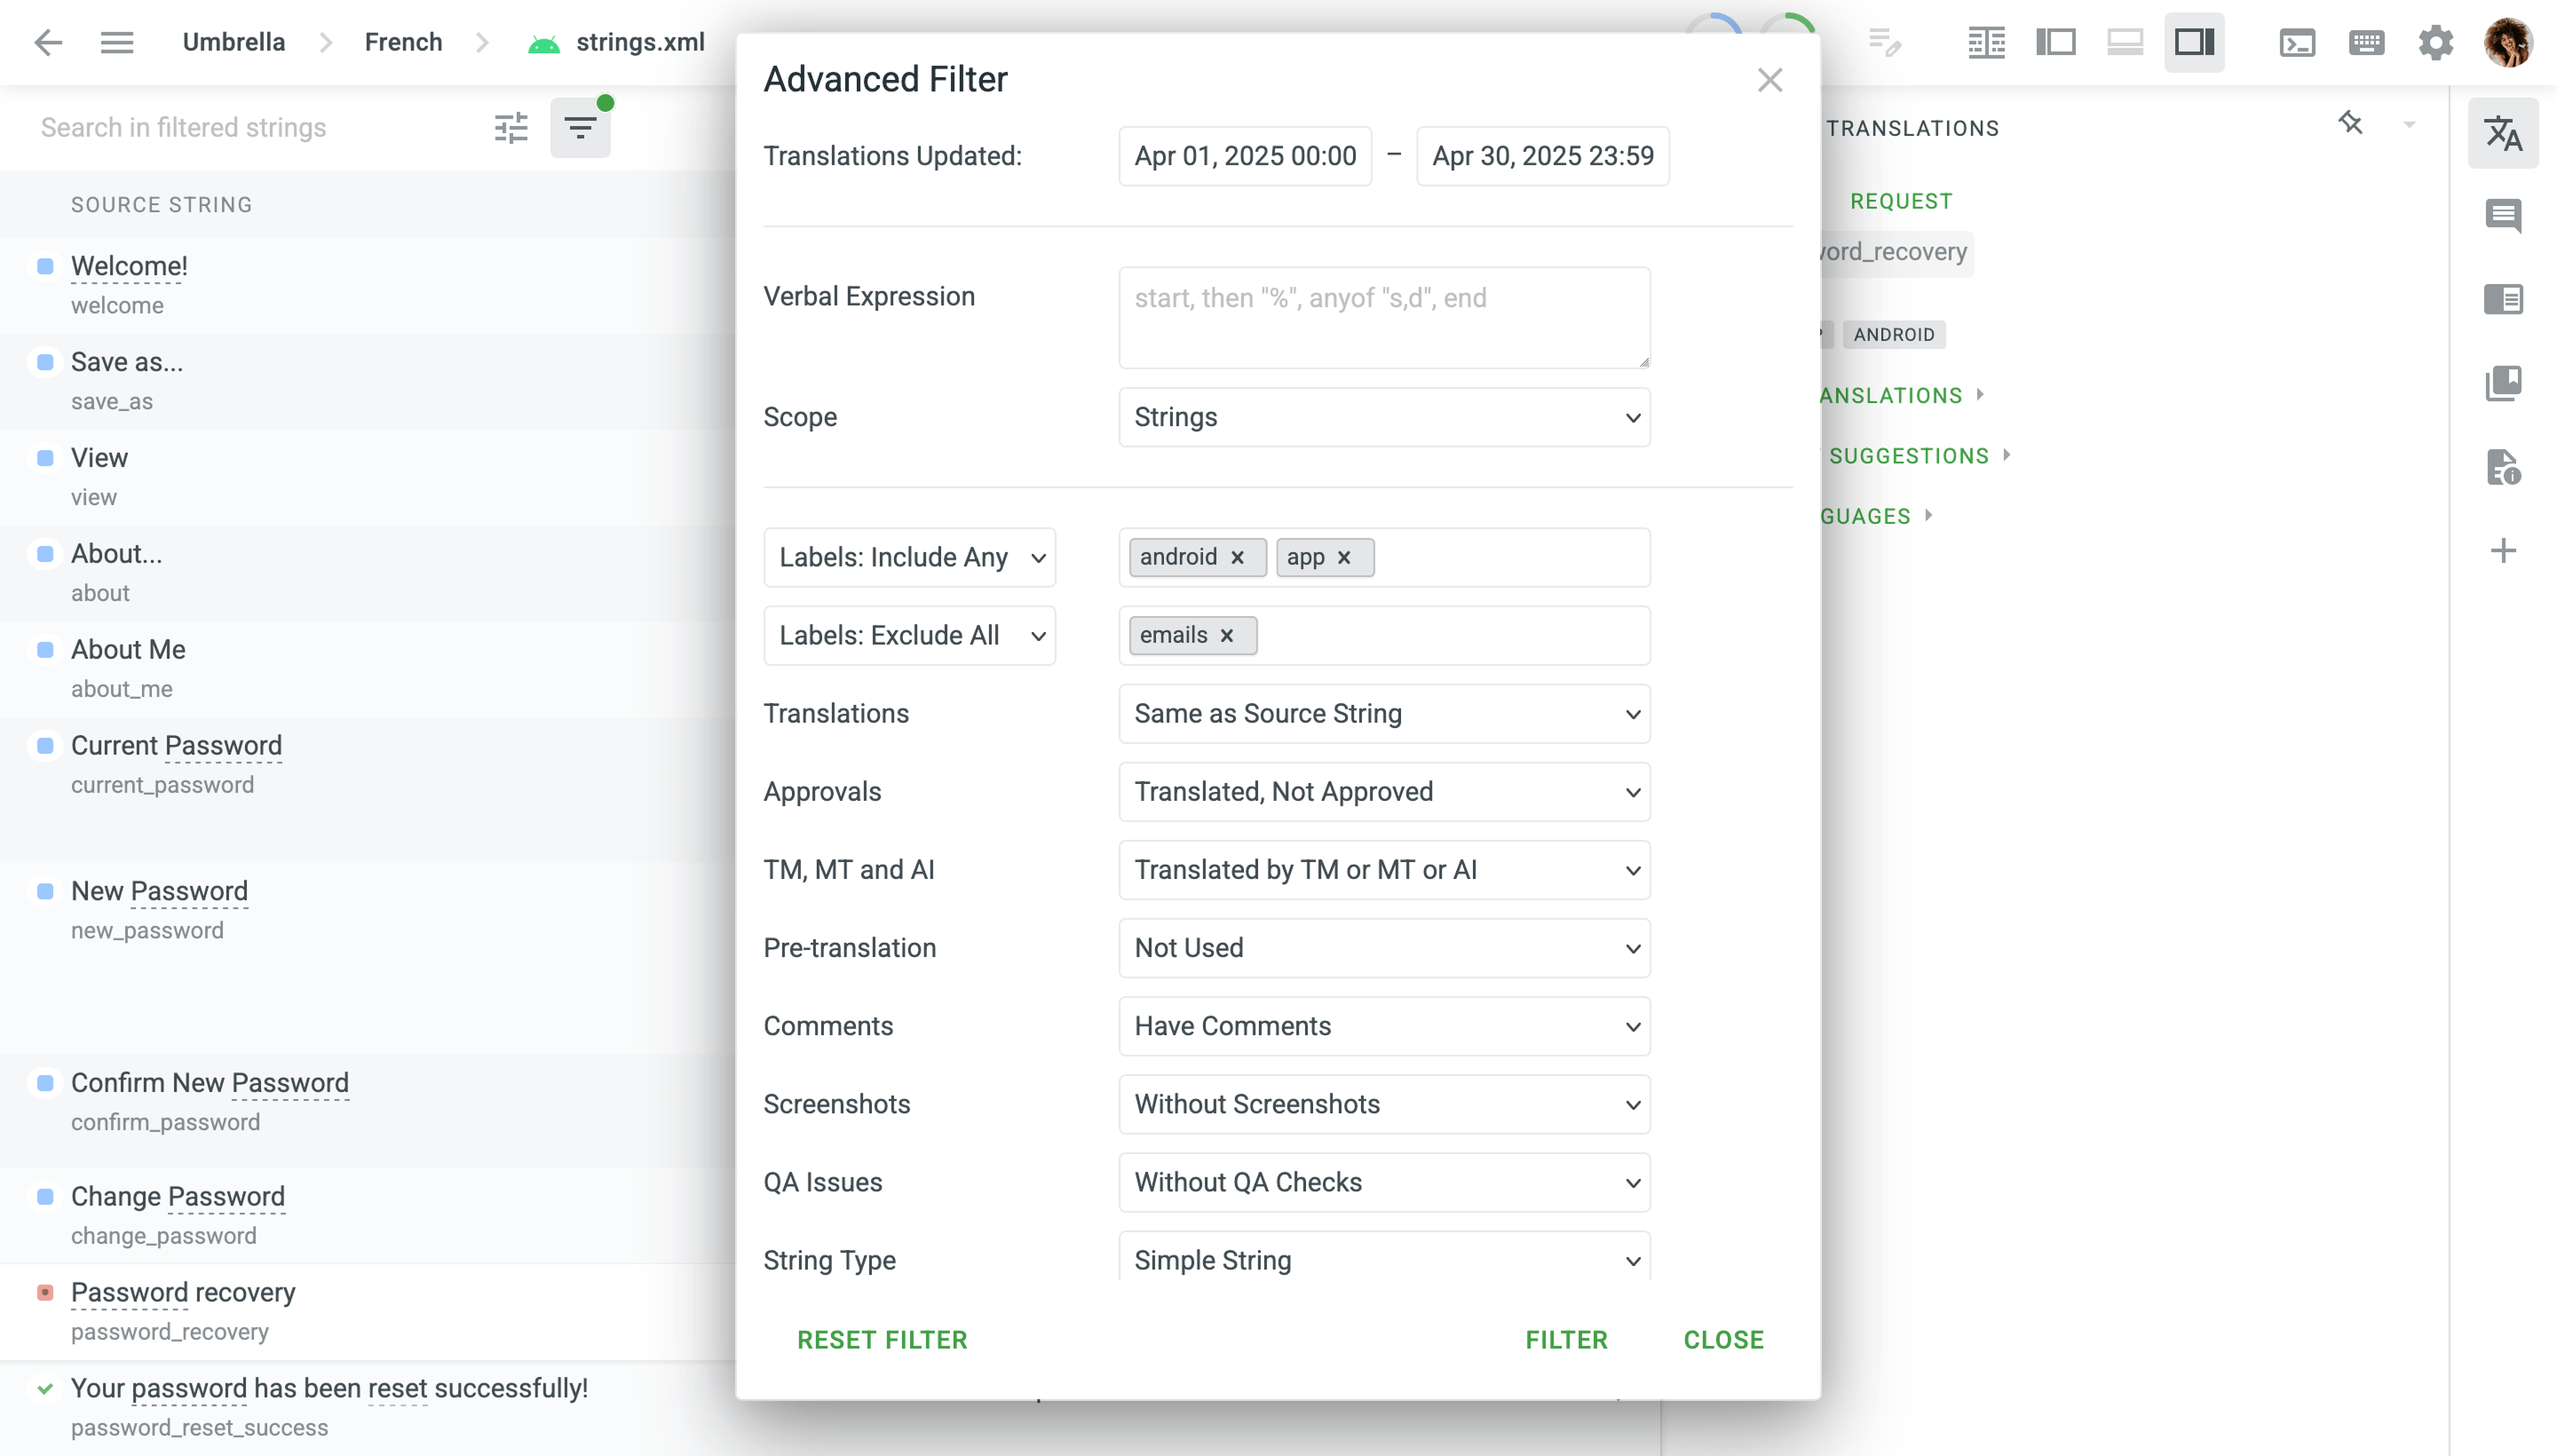 Umbrella
French
strings.xml
Search in filtered strings
SOURCE STRING
Welcome!
welcome
Save as...
save_as
View
view
About...
about
About Me
about_me
Current Password
current_password
New Password
new_password
Confirm New Password
confirm_password
Change Password
change_password
Password recovery
password_recovery
Your password has been reset successfully!
password_reset_success
Advanced Filter
Translations Updated:
Apr 01, 2025 00:00 – Apr 30, 2025 23:59
Verbal Expression
start, then "%", anyof "s,d", end
Scope
Strings
Labels: Include Any
android
app
Labels: Exclude All
emails
Translations
Same as Source String
Approvals
Translated, Not Approved
TM, MT and AI
Translated by TM or MT or AI
Pre-translation
Not Used
Comments
Have Comments
Screenshots
Without Screenshots
QA Issues
Without QA Checks
String Type
Simple String
RESET FILTER
FILTER
CLOSE
TRANSLATIONS
REQUEST
ord_recovery
ANDROID
ANSLATIONS
SUGGESTIONS
GUAGES